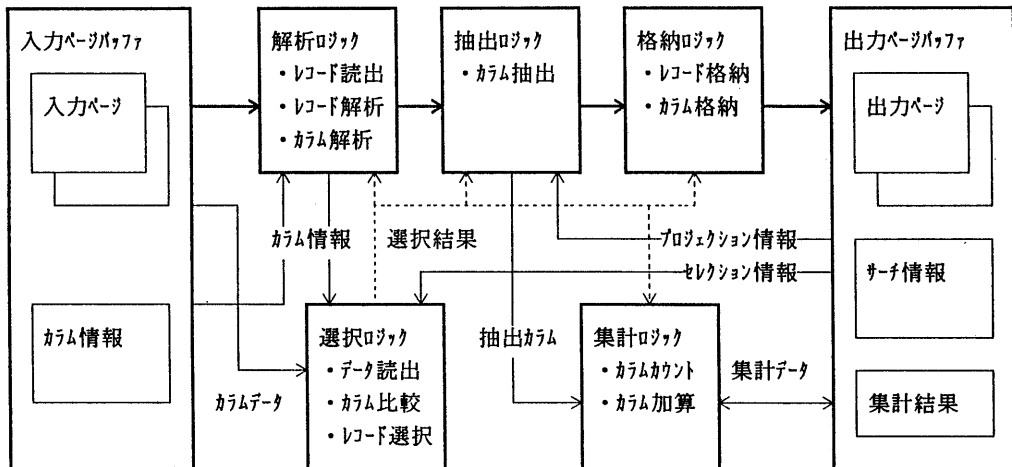 入力ﾍﾟｰｼﾞﾊﾞｯﾌｧ
入力ﾍﾟｰｼﾞ
ｶﾗﾑ情報
解析ﾛｼﾞｯｸ
・ﾚｺｰﾄﾞ読出
・ﾚｺｰﾄﾞ解析
・ｶﾗﾑ解析
抽出ﾛｼﾞｯｸ
・ｶﾗﾑ抽出
格納ﾛｼﾞｯｸ
・ﾚｺｰﾄﾞ格納
・ｶﾗﾑ格納
出力ﾍﾟｰｼﾞﾊﾞｯﾌｧ
出力ﾍﾟｰｼﾞ
ｻｰﾁ情報
集計結果
ｶﾗﾑ情報
選択結果
ﾌﾟﾛｼﾞｪｸｼｮﾝ情報
ｾﾚｸｼｮﾝ情報
ｶﾗﾑﾃﾞｰﾀ
選択ﾛｼﾞｯｸ
・ﾃﾞｰﾀ読出
・ｶﾗﾑ比較
・ﾚｺｰﾄﾞ選択
抽出ｶﾗﾑ
集計ﾛｼﾞｯｸ
・ｶﾗﾑｶｳﾝﾄ
・ｶﾗﾑ加算
集計ﾃﾞｰﾀ